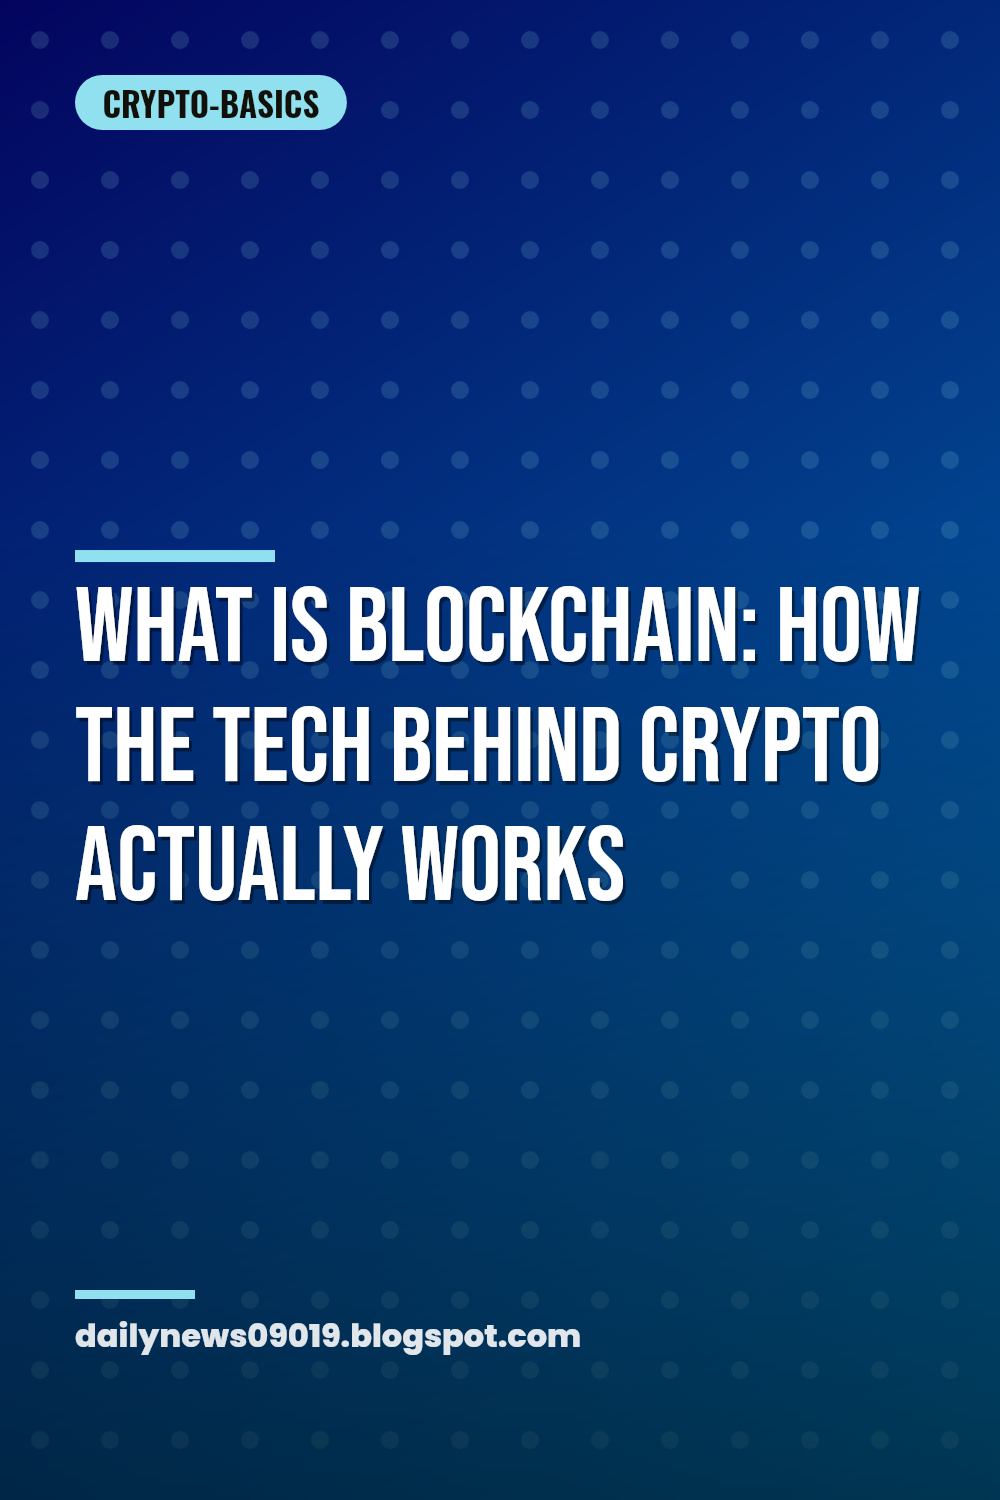 CRYPTO-BASICS
WHAT IS BLOCKCHAIN: HOW
THE TECH BEHIND CRYPTO
ACTUALLY WORKS
dailynews09019.blogspot.com